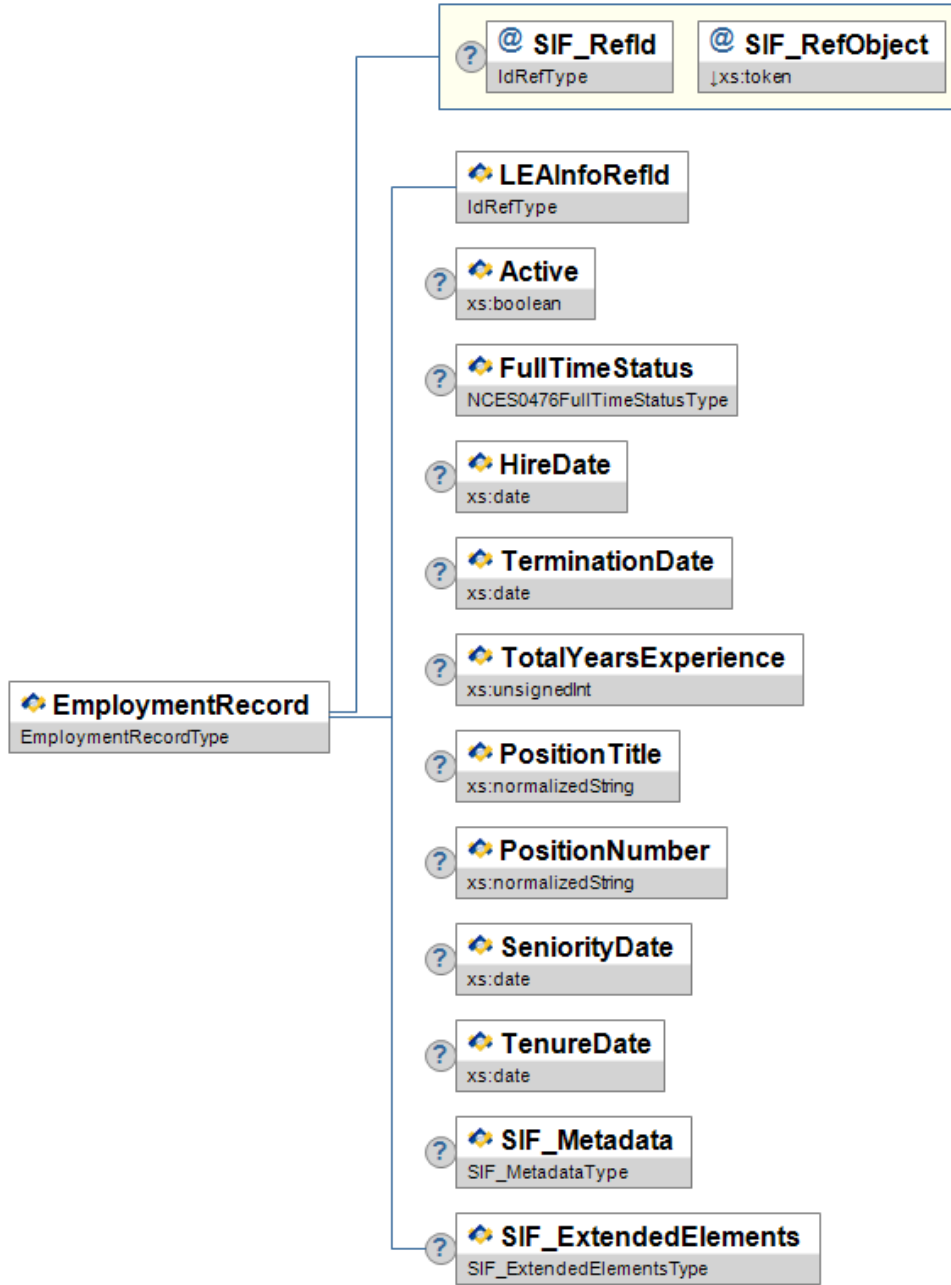 ? @ SIF_RefId @ SIF_RefObject
IdRefType ↓xs:token
LEAInfoRefId
IdRefType
? Active
xs:boolean
? FullTimeStatus
NCES0476FullTimeStatusType
? HireDate
xs:date
? TerminationDate
xs:date
? TotalYearsExperience
xs:unsignedInt
EmploymentRecord
EmploymentRecordType
? PositionTitle
xs:normalizedString
? PositionNumber
xs:normalizedString
? SeniorityDate
xs:date
? TenureDate
xs:date
? SIF_Metadata
SIF_MetadataType
? SIF_ExtendedElements
SIF_ExtendedElementsType